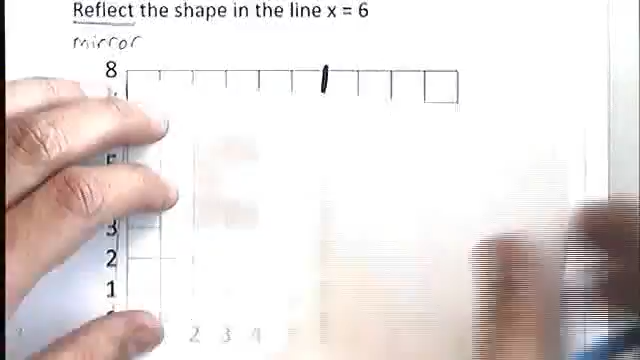 Reflect the shape in the line x = 6
mirror
8
5
3
2
1
2 3 4